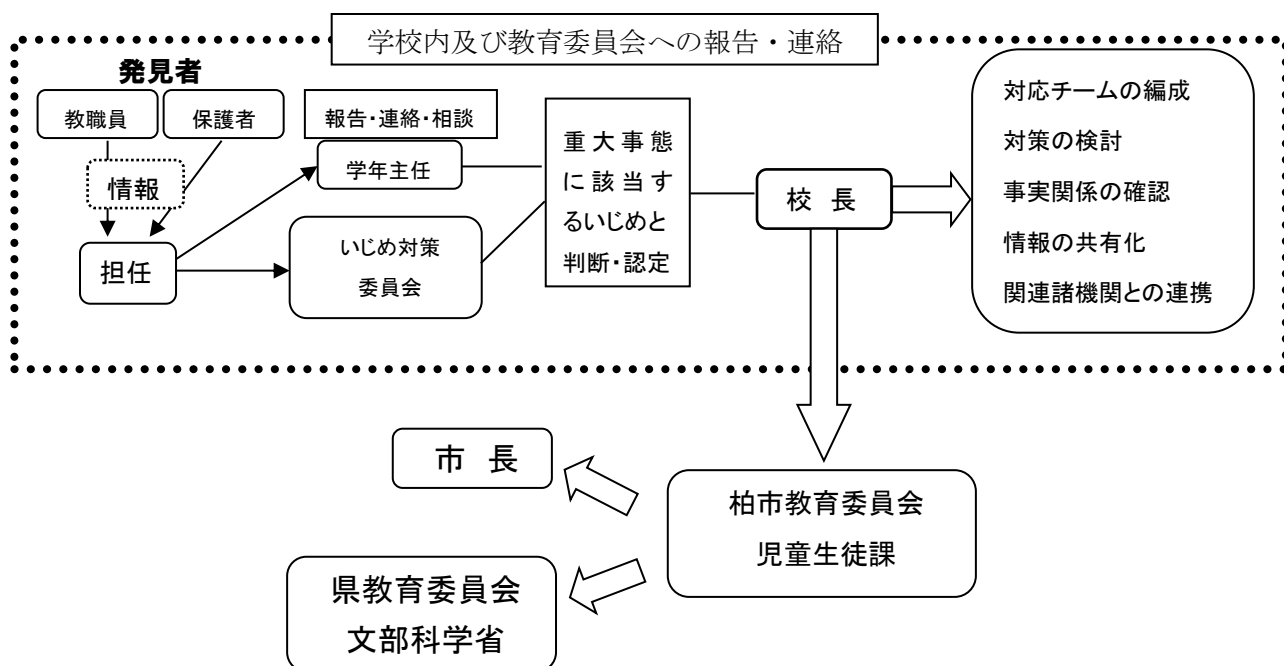 学校内及び教育委員会への報告・連絡
発見者
教職員
保護者
情報
担任
報告・連絡・相談
学年主任
いじめ対策
委員会
重大事態
に該当す
るいじめと
判断・認定
校 長
対応チームの編成
対策の検討
事実関係の確認
情報の共有化
関連諸機関との連携
市 長
柏市教育委員会
児童生徒課
県教育委員会
文部科学省